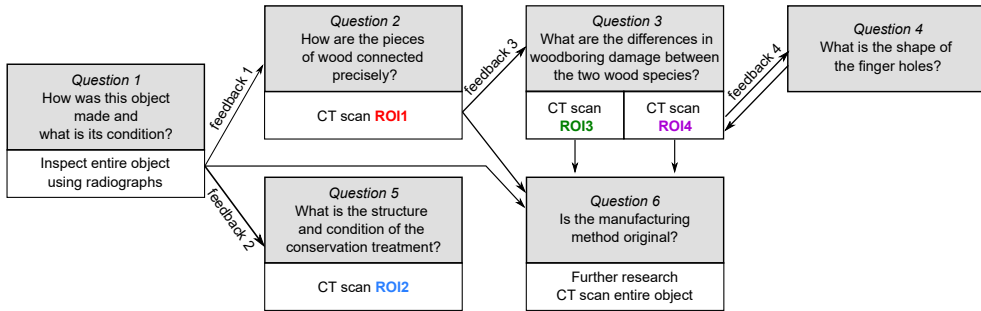 Question 1
How was this object
made and
what is its condition?
Inspect entire object
using radiographs
feedback 1
feedback 2
Question 2
How are the pieces
of wood connected
precisely?
CT scan ROI1
Question 5
What is the structure
and condition of the
conservation treatment?
CT scan ROI2
feedback 3
Question 3
What are the differences in
woodboring damage between
the two wood species?
CT scan
ROI3
CT scan
ROI4
Question 6
Is the manufacturing
method original?
Further research
CT scan entire object
feedback 4
Question 4
What is the shape of
the finger holes?